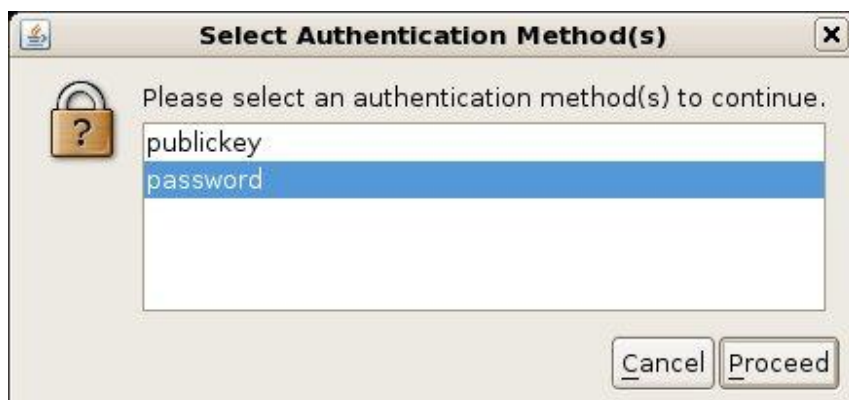 Select Authentication Method(s)
Please select an authentication method(s) to continue.
?
publickey
password
Cancel Proceed